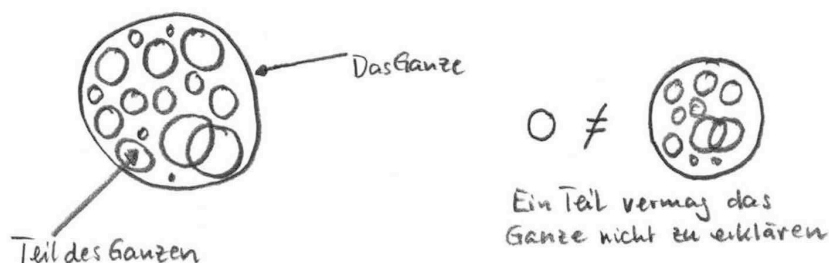 Das Ganze
Teil des Ganzen
≠
Ein Teil vermag das
Ganze nicht zu erklären